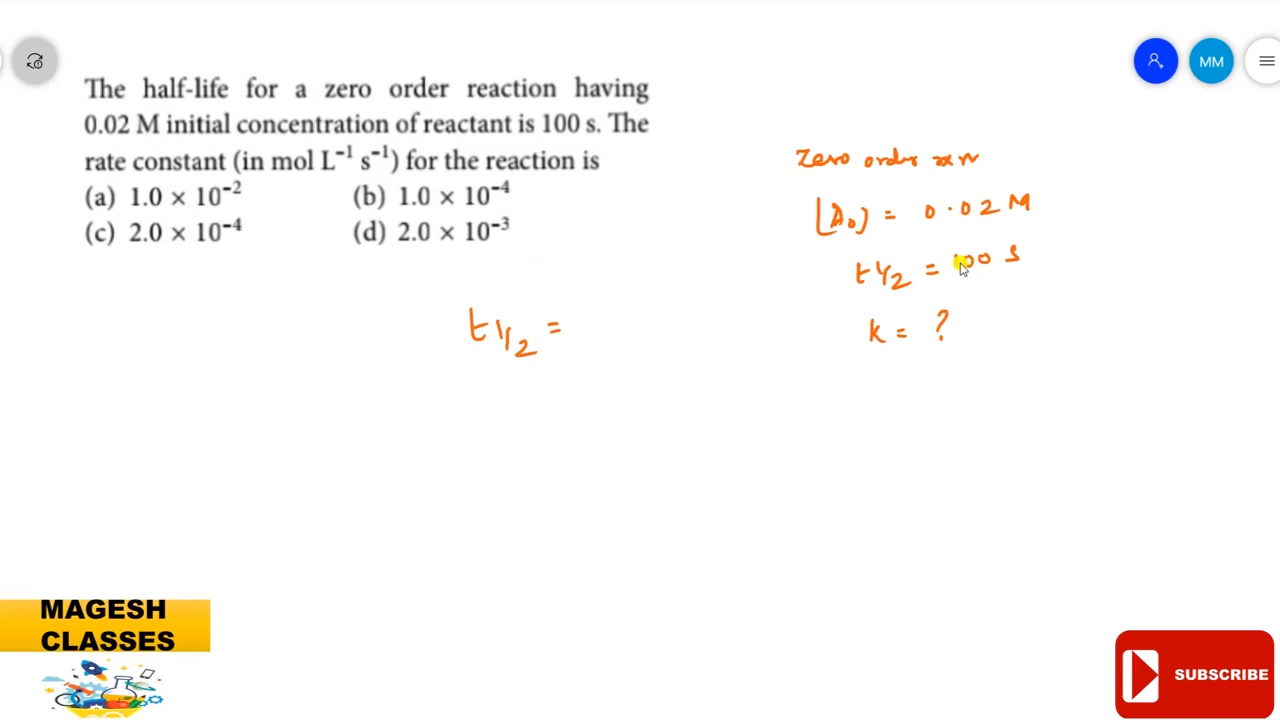 MM
The half-life for a zero order reaction having
0.02 M initial concentration of reactant is 100 s. The
rate constant (in mol L⁻¹ s⁻¹) for the reaction is
(a) 1.0 × 10⁻² (b) 1.0 × 10⁻⁴
(c) 2.0 × 10⁻⁴ (d) 2.0 × 10⁻³
Zero order rxn
[A₀] = 0.02 M
t½ = 100 s
k = ?
t½ =
MAGESH
CLASSES
SUBSCRIBE